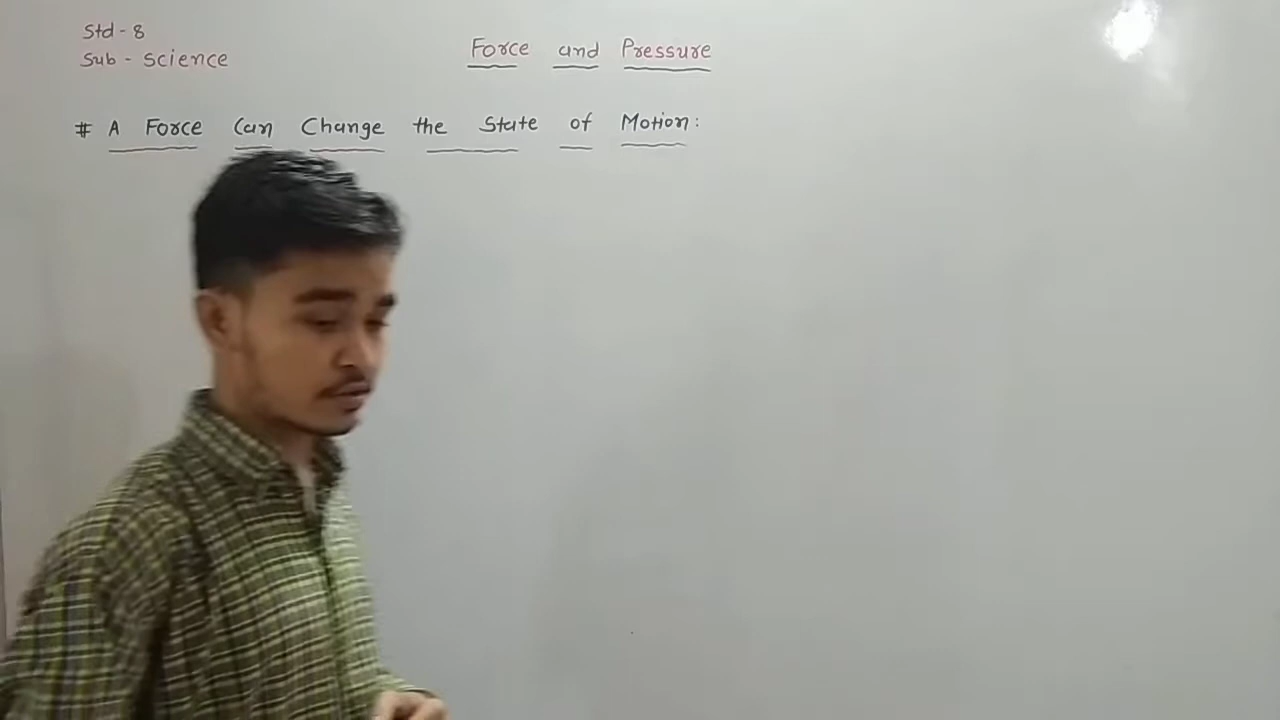 Std - 8
Sub - Science
Force and Pressure
# A Force Can Change the State of Motion: